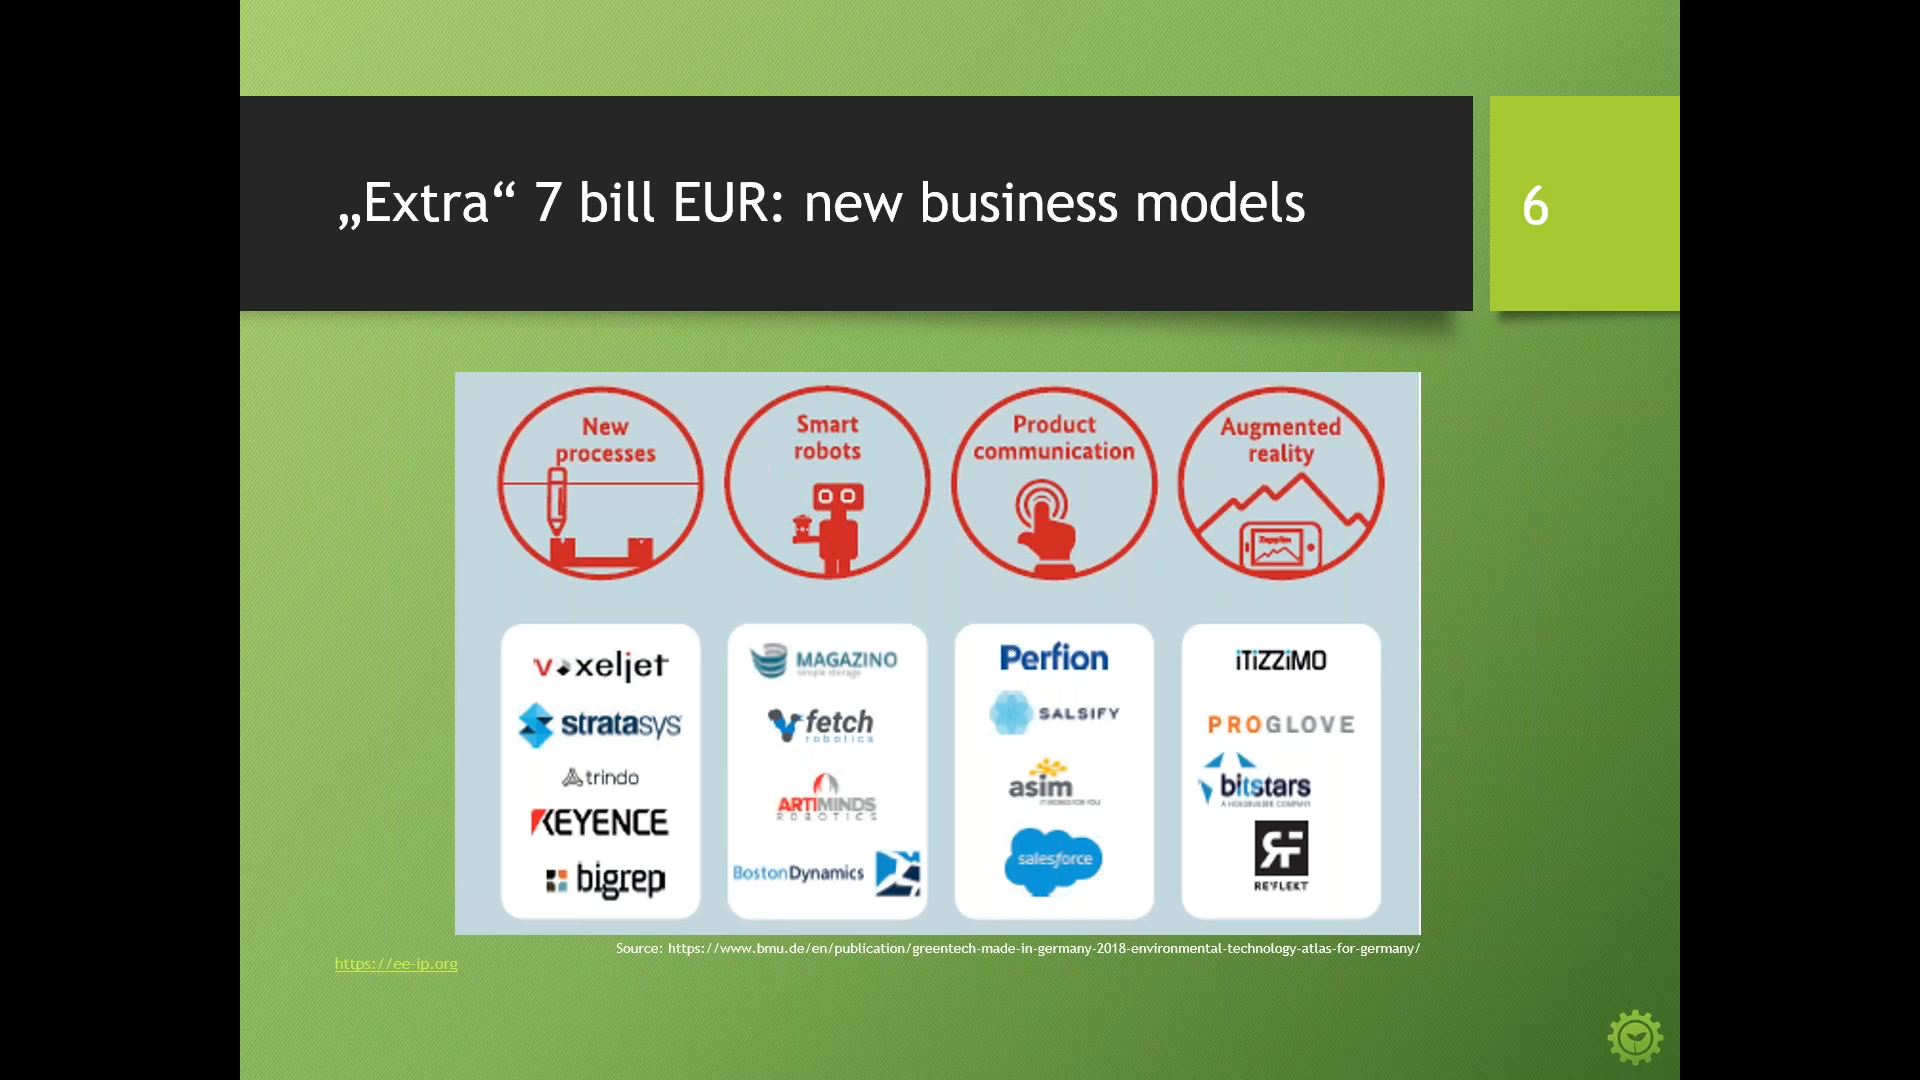 „Extra“ 7 bill EUR: new business models
6
New
processes
Smart
robots
Product
communication
Augmented
reality
voxeljet
stratasys
trindo
KEYENCE
bigrep
MAGAZINO
simple storage
fetch
robotics
ARTIMINDS
ROBOTICS
BostonDynamics
Perfion
SALSIFY
asim
IT WORKS FOR YOU
salesforce
iTiZZiMO
PROGLOVE
bitstars
A HOLOBUILDER COMPANY
RE'FLEKT
Source: https://www.bmu.de/en/publication/greentech-made-in-germany-2018-environmental-technology-atlas-for-germany/
https://ee-ip.org